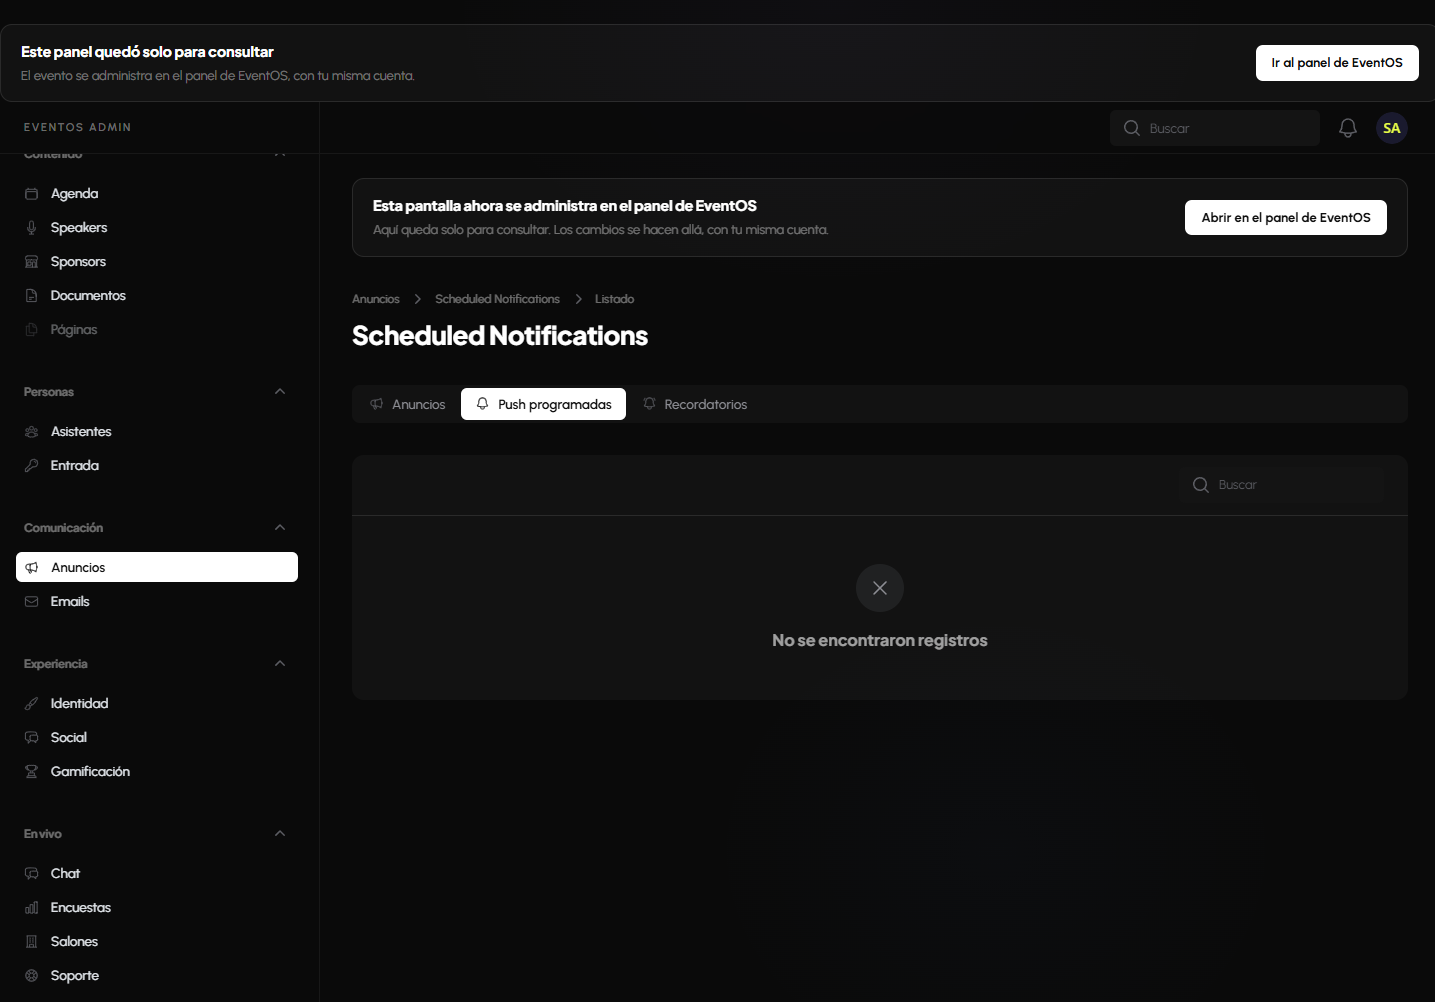 Este panel quedó solo para consultar
El evento se administra en el panel de EventOS, con tu misma cuenta.
Ir al panel de EventOS
EVENTOS ADMIN
Buscar
SA
Contenido
Agenda
Speakers
Sponsors
Documentos
Páginas
Personas
Asistentes
Entrada
Comunicación
Anuncios
Emails
Experiencia
Identidad
Social
Gamificación
En vivo
Chat
Encuestas
Salones
Soporte
Esta pantalla ahora se administra en el panel de EventOS
Aquí queda solo para consultar. Los cambios se hacen allá, con tu misma cuenta.
Abrir en el panel de EventOS
Anuncios > Scheduled Notifications > Listado
Scheduled Notifications
Anuncios Push programadas Recordatorios
Buscar
No se encontraron registros